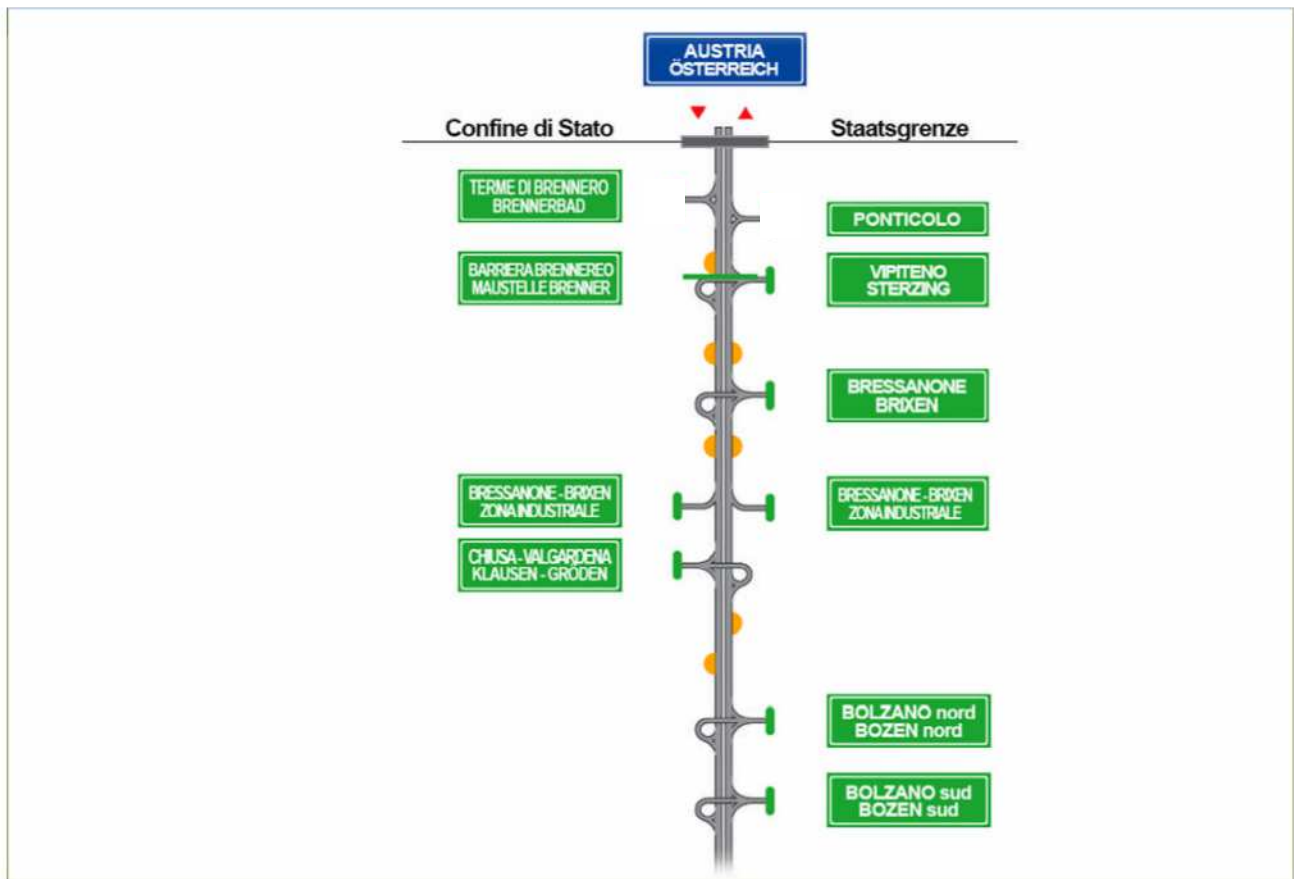 AUSTRIA
ÖSTERREICH
Confine di Stato
Staatsgrenze
TERME DI BRENNERO
BRENNERBAD
PONTICOLO
BARRIERA BRENNEREO
MAUSTELLE BRENNER
VIPITENO
STERZING
BRESSANONE
BRIXEN
BRESSANONE - BRIXEN
ZONA INDUSTRIALE
BRESSANONE - BRIXEN
ZONA INDUSTRIALE
CHIUSA - VALGARDENA
KLAUSEN - GRÖDEN
BOLZANO nord
BOZEN nord
BOLZANO sud
BOZEN sud